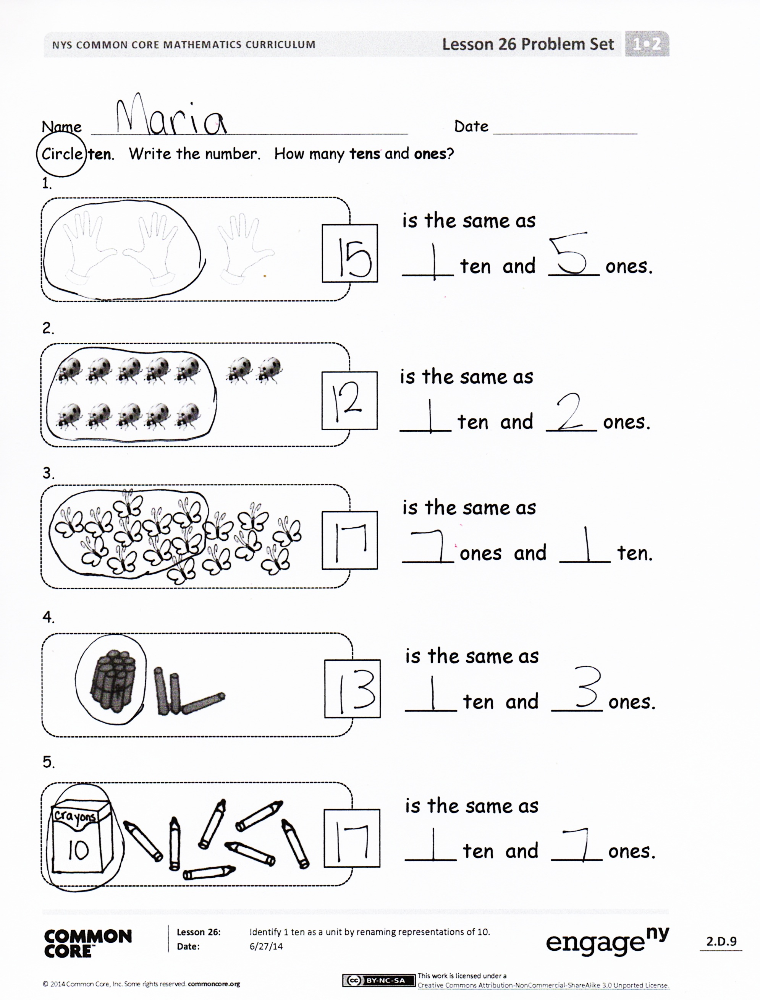 NYS COMMON CORE MATHEMATICS CURRICULUM Lesson 26 Problem Set 1•2
Name Maria Date
Circle ten. Write the number. How many tens and ones?
1.
is the same as
15
1 ten and 5 ones.
2.
is the same as
12
1 ten and 2 ones.
3.
is the same as
17
7 ones and 1 ten.
4.
is the same as
13
1 ten and 3 ones.
5.
is the same as
crayons
10
17
1 ten and 7 ones.
COMMON CORE™
Lesson 26: Identify 1 ten as a unit by renaming representations of 10.
Date: 6/27/14
engage ny
2.D.9
© 2014 Common Core, Inc. Some rights reserved. commoncore.org
cc BY-NC-SA
This work is licensed under a
Creative Commons Attribution-NonCommercial-ShareAlike 3.0 Unported License.